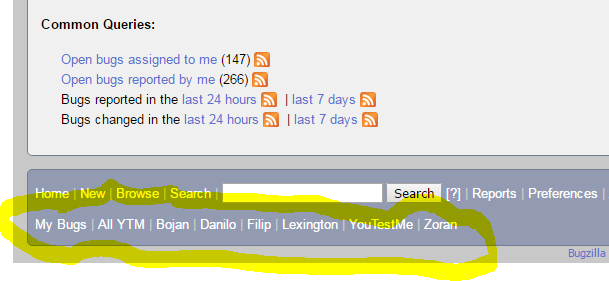 Common Queries:
Open bugs assigned to me (147)
Open bugs reported by me (266)
Bugs reported in the last 24 hours | last 7 days
Bugs changed in the last 24 hours | last 7 days
Home | New | Browse | Search | Search [?] | Reports | Preferences |
My Bugs | All YTM | Bojan | Danilo | Filip | Lexington | YouTestMe | Zoran
Bugzilla